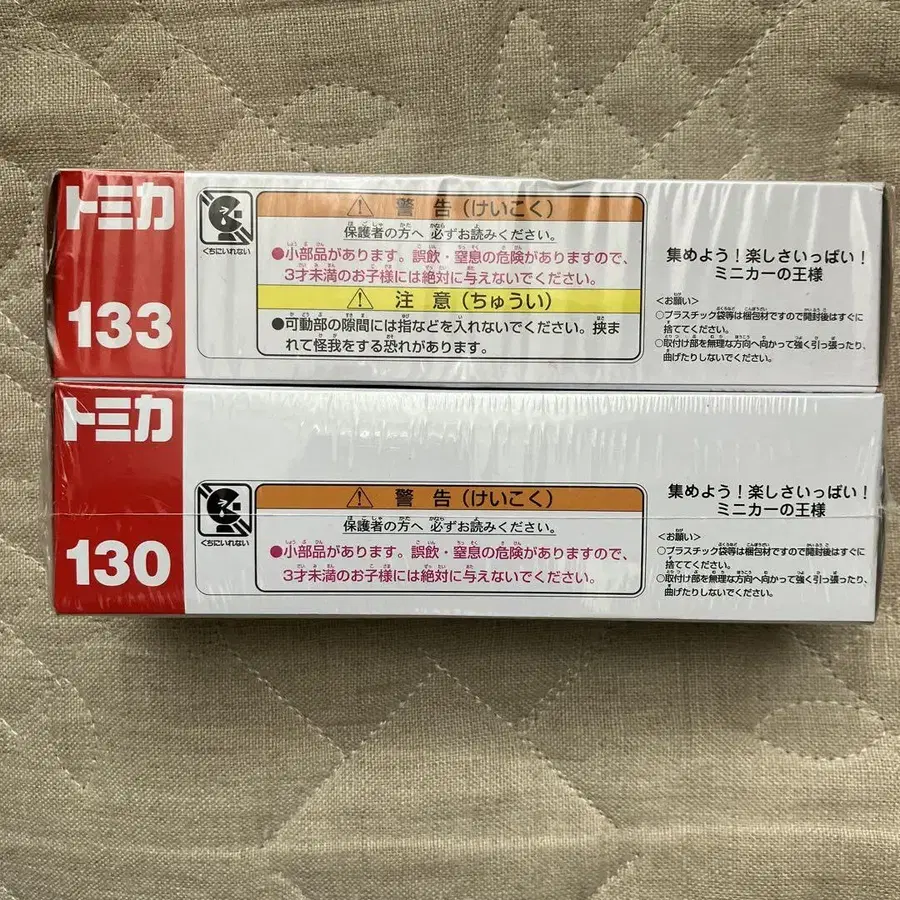 トミカ
133
くちにいれない
警告（けいこく）
保護者の方へ 必ずお読みください。
●小部品があります。誤飲・窒息の危険がありますので、
3才未満のお子様には絶対に与えないでください。
注意（ちゅうい）
●可動部の隙間には指などを入れないでください。挟ま
れて怪我をする恐れがあります。
集めよう！楽しさいっぱい！
ミニカーの王様
＜お願い＞
○プラスチック袋等は梱包材ですので開封後はすぐに
捨ててください。
○取付け部を無理な方向へ向かって強く引っ張ったり、
曲げたりしないでください。
トミカ
130
くちにいれない
警告（けいこく）
保護者の方へ 必ずお読みください。
●小部品があります。誤飲・窒息の危険がありますので、
3才未満のお子様には絶対に与えないでください。
集めよう！楽しさいっぱい！
ミニカーの王様
＜お願い＞
○プラスチック袋等は梱包材ですので開封後はすぐに
捨ててください。
○取付け部を無理な方向へ向かって強く引っ張ったり、
曲げたりしないでください。